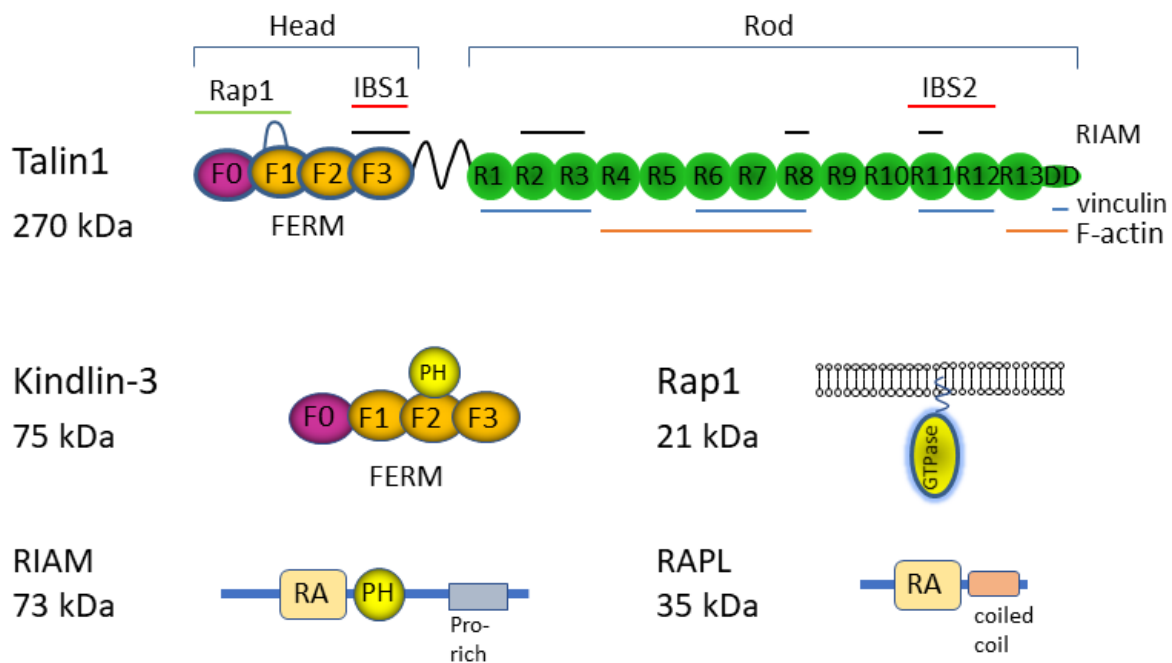 Head
Rod
Rap1
IBS1
IBS2
RIAM
Talin1
F0 F1 F2 F3
R1 R2 R3 R4 R5 R6 R7 R8 R9 R10 R11 R12 R13 DD
270 kDa
FERM
vinculin
F-actin
Kindlin-3
75 kDa
PH
F0 F1 F2 F3
FERM
Rap1
21 kDa
GTPase
RIAM
73 kDa
RA PH
Pro-
rich
RAPL
35 kDa
RA
coiled
coil